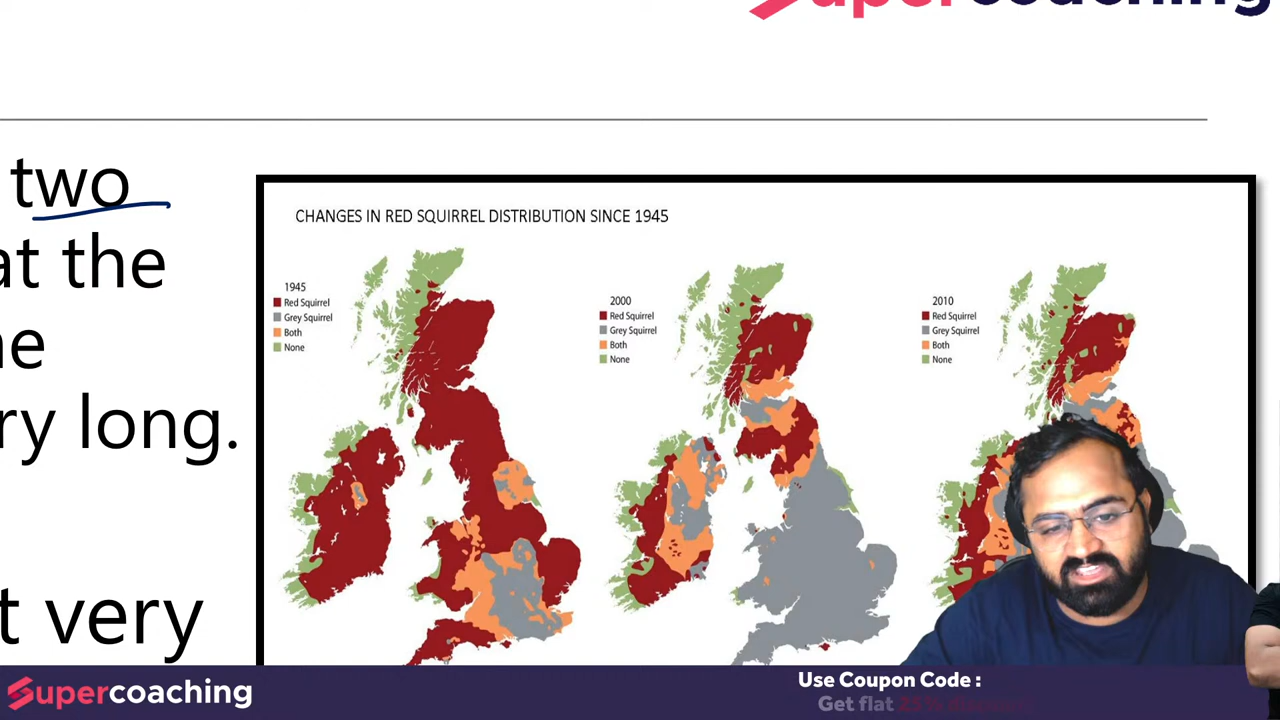 Supercoaching
two
at the
ry long.
t very
CHANGES IN RED SQUIRREL DISTRIBUTION SINCE 1945
1945
Red Squirrel
Grey Squirrel
Both
None
2000
Red Squirrel
Grey Squirrel
Both
None
2010
Red Squirrel
Grey Squirrel
Both
None
Supercoaching
Use Coupon Code :
Get flat